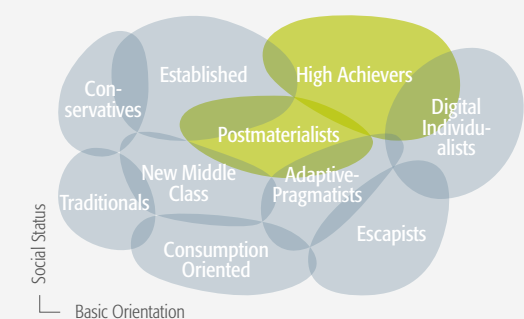 Established
High Achievers
Con-
servatives
Digital
Individu-
alists
Postmaterialists
New Middle
Class
Adaptive-
Pragmatists
Traditionals
Escapists
Consumption
Oriented
Social Status
Basic Orientation